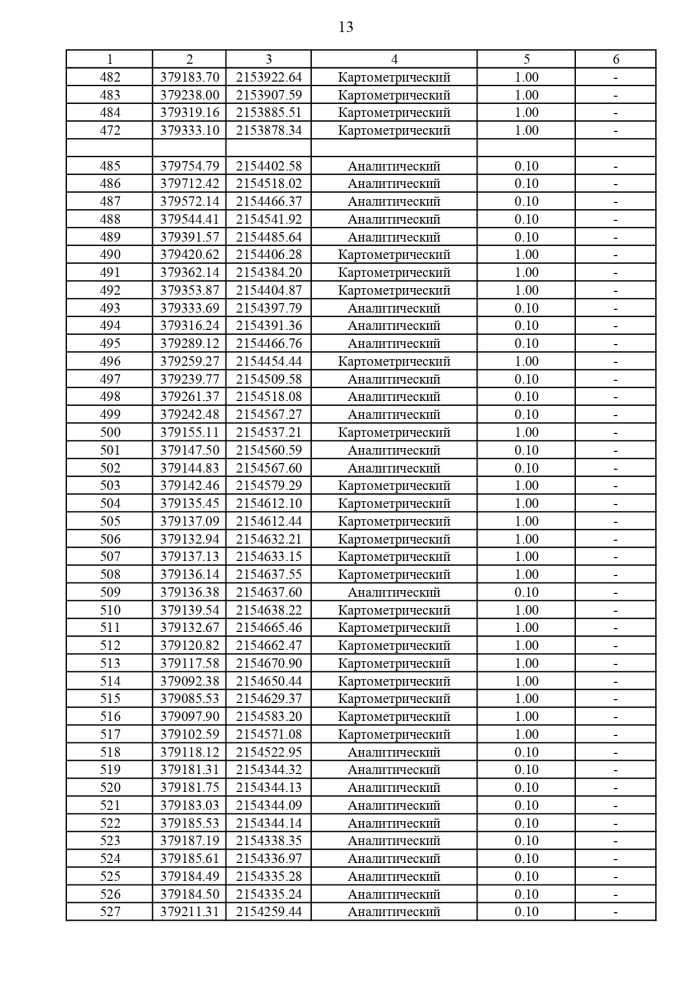 13
1 2 3 4 5 6
482 379183.70 2153922.64 Картометрический 1.00 -
483 379238.00 2153907.59 Картометрический 1.00 -
484 379319.16 2153885.51 Картометрический 1.00 -
472 379333.10 2153878.34 Картометрический 1.00 -
485 379754.79 2154402.58 Аналитический 0.10 -
486 379712.42 2154518.02 Аналитический 0.10 -
487 379572.14 2154466.37 Аналитический 0.10 -
488 379544.41 2154541.92 Аналитический 0.10 -
489 379391.57 2154485.64 Аналитический 0.10 -
490 379420.62 2154406.28 Картометрический 1.00 -
491 379362.14 2154384.20 Картометрический 1.00 -
492 379353.87 2154404.87 Картометрический 1.00 -
493 379333.69 2154397.79 Аналитический 0.10 -
494 379316.24 2154391.36 Аналитический 0.10 -
495 379289.12 2154466.76 Аналитический 0.10 -
496 379259.27 2154454.44 Картометрический 1.00 -
497 379239.77 2154509.58 Аналитический 0.10 -
498 379261.37 2154518.08 Аналитический 0.10 -
499 379242.48 2154567.27 Аналитический 0.10 -
500 379155.11 2154537.21 Картометрический 1.00 -
501 379147.50 2154560.59 Аналитический 0.10 -
502 379144.83 2154567.60 Аналитический 0.10 -
503 379142.46 2154579.29 Картометрический 1.00 -
504 379135.45 2154612.10 Картометрический 1.00 -
505 379137.09 2154612.44 Картометрический 1.00 -
506 379132.94 2154632.21 Картометрический 1.00 -
507 379137.13 2154633.15 Картометрический 1.00 -
508 379136.14 2154637.55 Картометрический 1.00 -
509 379136.38 2154637.60 Аналитический 0.10 -
510 379139.54 2154638.22 Картометрический 1.00 -
511 379132.67 2154665.46 Картометрический 1.00 -
512 379120.82 2154662.47 Картометрический 1.00 -
513 379117.58 2154670.90 Картометрический 1.00 -
514 379092.38 2154650.44 Картометрический 1.00 -
515 379085.53 2154629.37 Картометрический 1.00 -
516 379097.90 2154583.20 Картометрический 1.00 -
517 379102.59 2154571.08 Картометрический 1.00 -
518 379118.12 2154522.95 Аналитический 0.10 -
519 379181.31 2154344.32 Аналитический 0.10 -
520 379181.75 2154344.13 Аналитический 0.10 -
521 379183.03 2154344.09 Аналитический 0.10 -
522 379185.53 2154344.14 Аналитический 0.10 -
523 379187.19 2154338.35 Аналитический 0.10 -
524 379185.61 2154336.97 Аналитический 0.10 -
525 379184.49 2154335.28 Аналитический 0.10 -
526 379184.50 2154335.24 Аналитический 0.10 -
527 379211.31 2154259.44 Аналитический 0.10 -